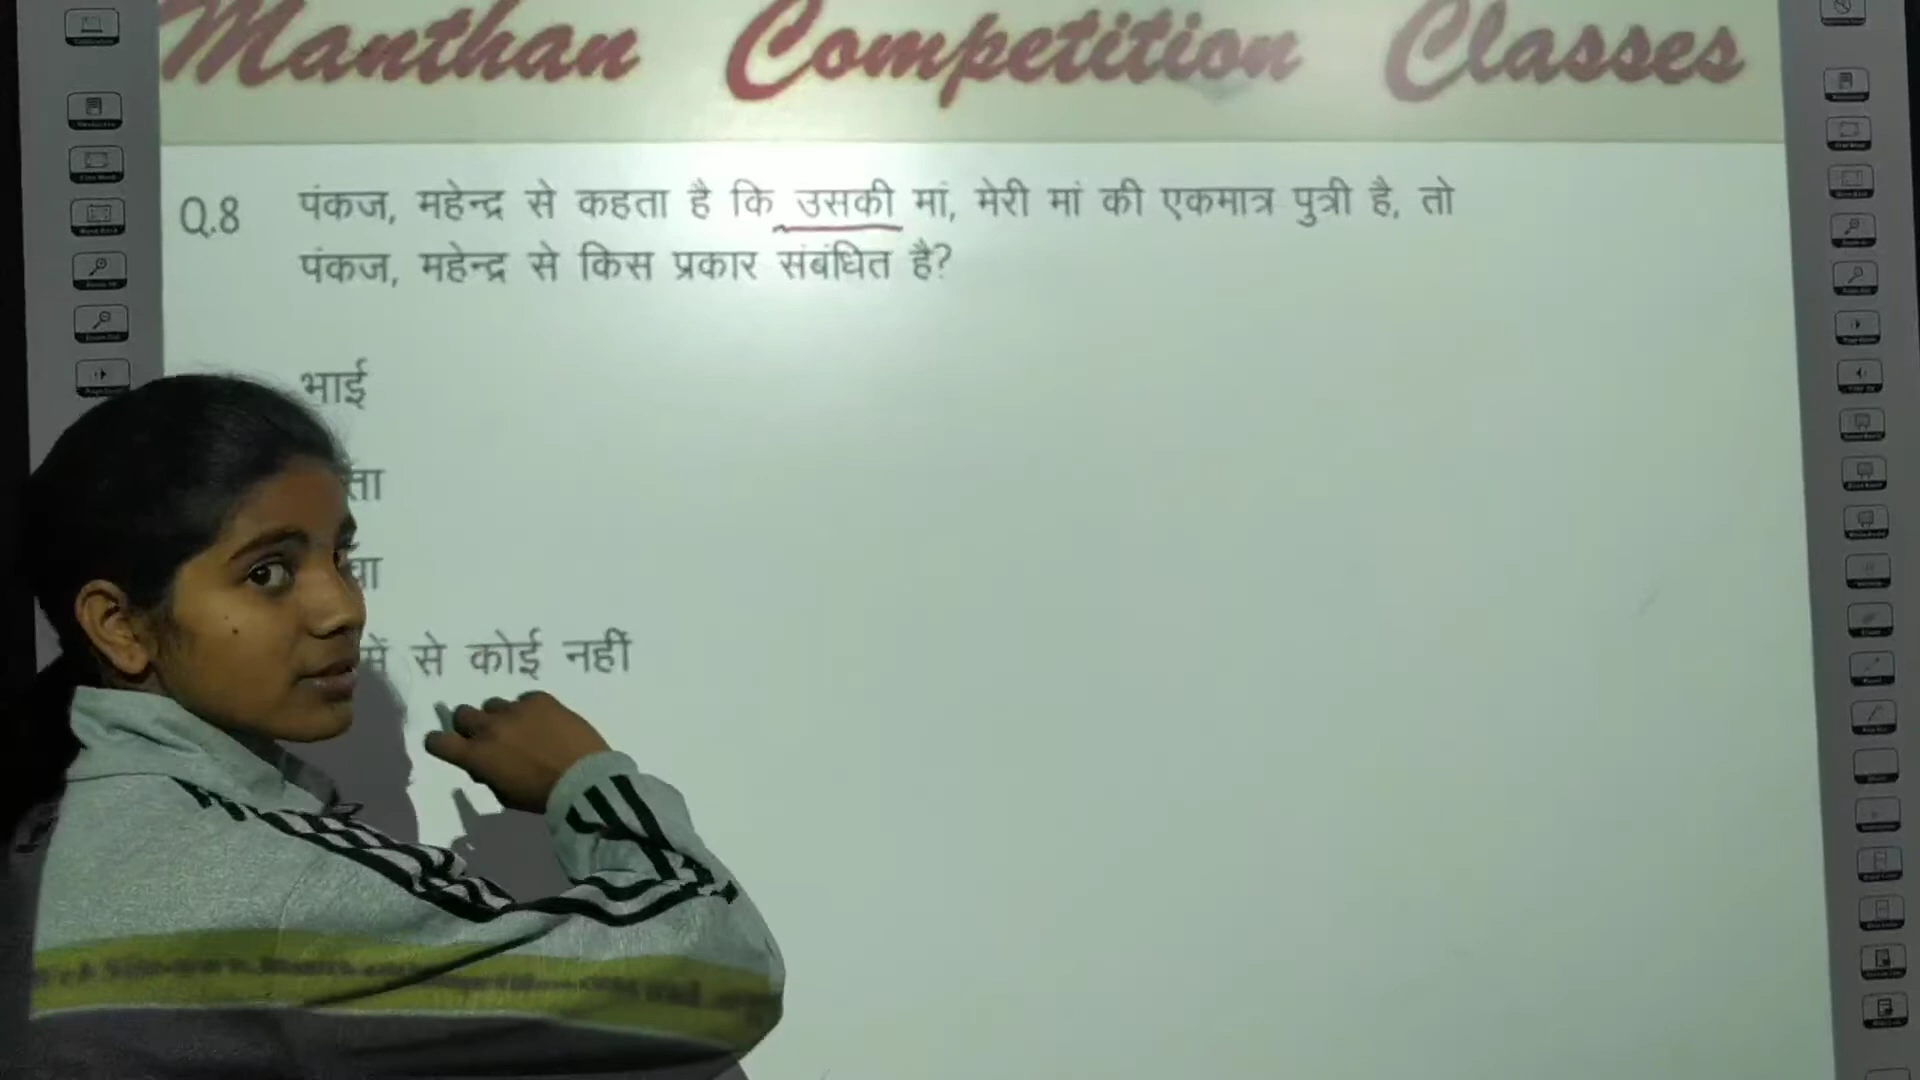 Manthan Competition Classes
Q.8 पंकज, महेन्द्र से कहता है कि उसकी मां, मेरी मां की एकमात्र पुत्री है, तो
पंकज, महेन्द्र से किस प्रकार संबंधित है?
भाई
में से कोई नहीं